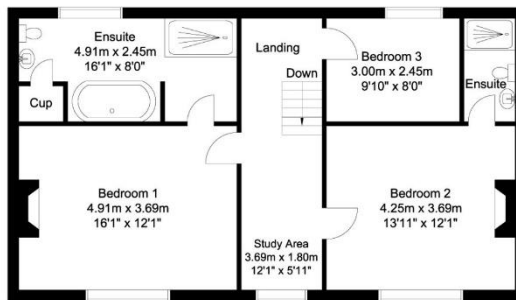 Ensuite
4.91m x 2.45m
16'1" x 8'0"
Cup
Landing
Down
Bedroom 3
3.00m x 2.45m
9'10" x 8'0"
Ensuite
Bedroom 1
4.91m x 3.69m
16'1" x 12'1"
Study Area
3.69m x 1.80m
12'1" x 5'11"
Bedroom 2
4.25m x 3.69m
13'11" x 12'1"